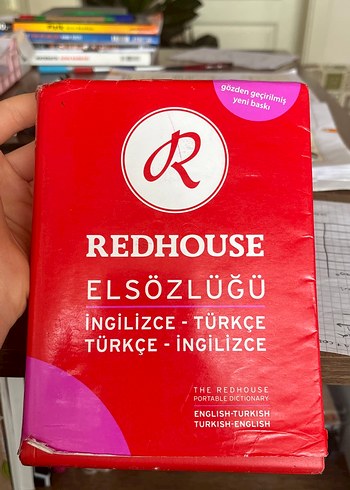 gözden geçirilmiş
yeni baskı
R
REDHOUSE
ELSÖZLÜĞÜ
İNGİLİZCE - TÜRKÇE
TÜRKÇE - İNGİLİZCE
THE REDHOUSE
PORTABLE DICTIONARY
ENGLISH-TURKISH
TURKISH-ENGLISH